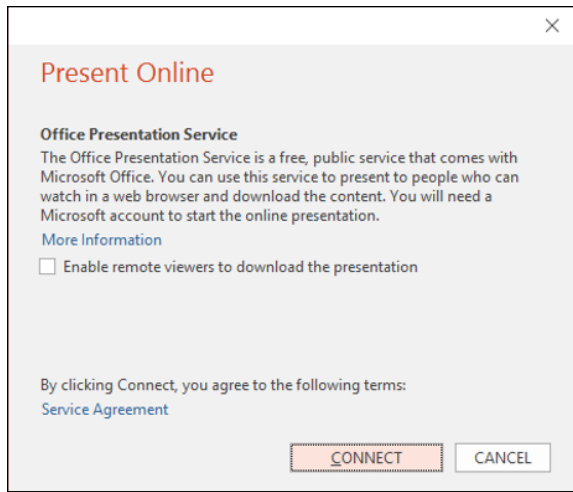 Present Online
Office Presentation Service
The Office Presentation Service is a free, public service that comes with
Microsoft Office. You can use this service to present to people who can
watch in a web browser and download the content. You will need a
Microsoft account to start the online presentation.
More Information
Enable remote viewers to download the presentation
By clicking Connect, you agree to the following terms:
Service Agreement
CONNECT CANCEL